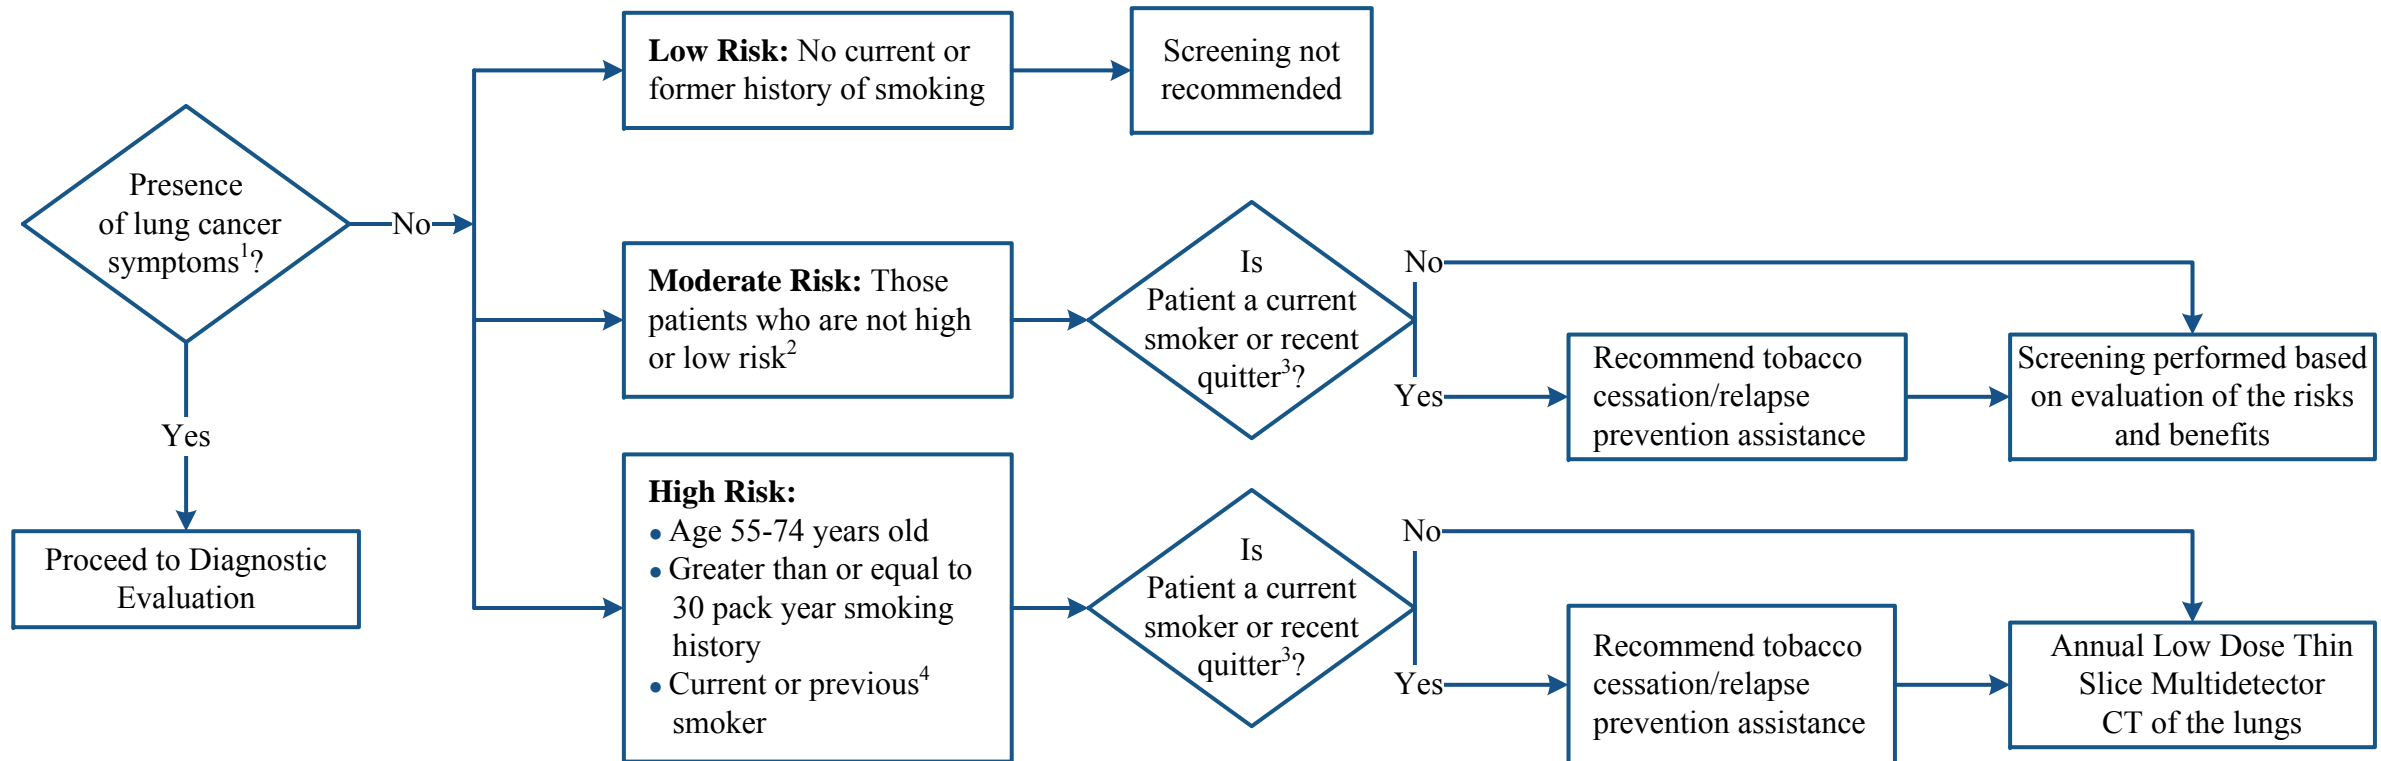 Presence
of lung cancer
symptoms1?
No
Yes
Proceed to Diagnostic
Evaluation
Low Risk: No current or
former history of smoking
Screening not
recommended
Moderate Risk: Those
patients who are not high
or low risk2
Is
Patient a current
smoker or recent
quitter3?
No
Yes
Recommend tobacco
cessation/relapse
prevention assistance
Screening performed based
on evaluation of the risks
and benefits
High Risk:
● Age 55-74 years old
● Greater than or equal to
30 pack year smoking
history
● Current or previous4
smoker
Is
Patient a current
smoker or recent
quitter3?
No
Yes
Recommend tobacco
cessation/relapse
prevention assistance
Annual Low Dose Thin
Slice Multidetector
CT of the lungs